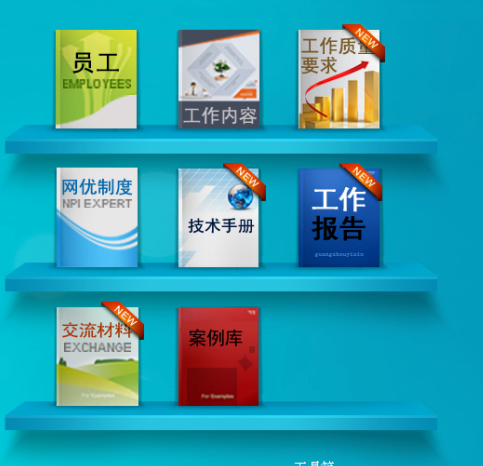 员工
EMPLOYEES
工作内容
工作质量
要求
NEW
网优制度
NPI EXPERT
技术手册
NEW
工作
报告
guangzhouyixin
NEW
交流材料
EXCHANGE
For Examples
NEW
案例库
For Examples